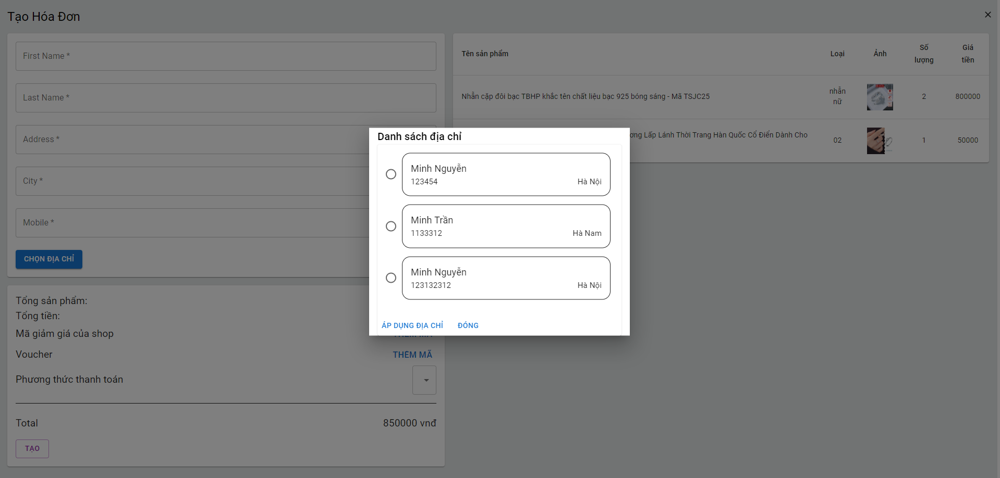 Tạo Hóa Đơn
First Name *
Last Name *
Address *
City *
Mobile *
CHỌN ĐỊA CHỈ
Tổng sản phẩm:
Tổng tiền:
Mã giảm giá của shop
Voucher
THÊM MÃ
Phương thức thanh toán
Total
850000 vnđ
TẠO
Tên sản phẩm
Loại
Ảnh
Số
lượng
Giá
tiền
Nhẫn cặp đôi bạc TBHP khắc tên chất liệu bạc 925 bóng sáng - Mã TSJC25
nhẫn
nữ
2
800000
Lấp Lánh Thời Trang Hàn Quốc Cổ Điển Dành Cho
02
1
50000
Danh sách địa chỉ
Minh Nguyễn
123454
Hà Nội
Minh Trần
1133312
Hà Nam
Minh Nguyễn
123132312
Hà Nội
ÁP DỤNG ĐỊA CHỈ
ĐÓNG